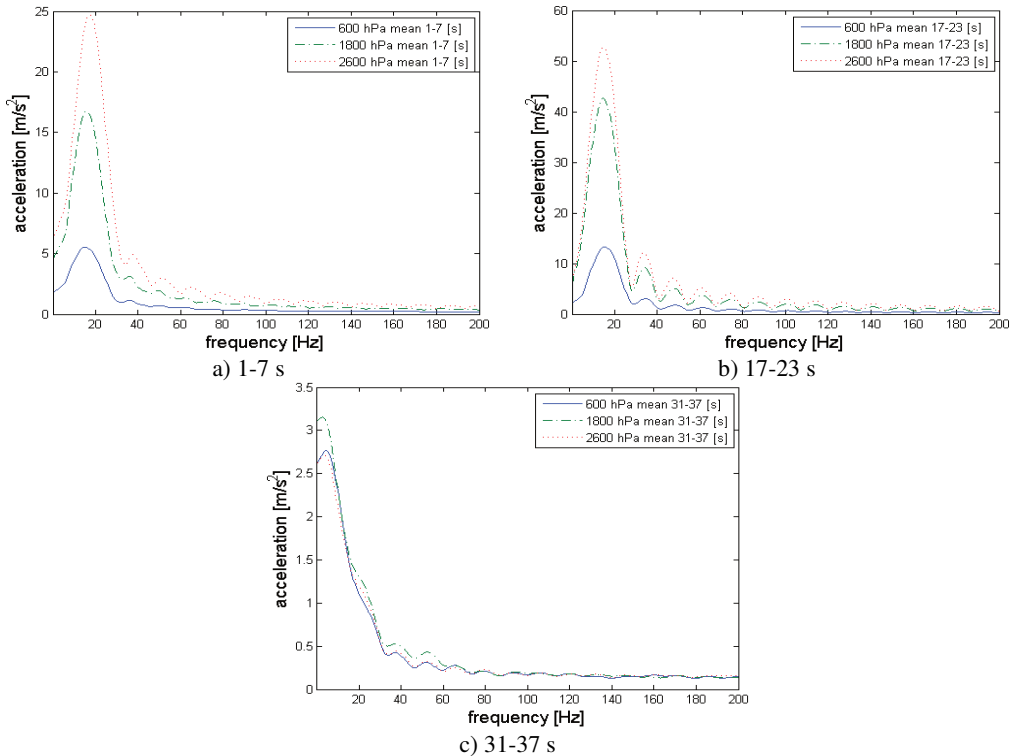 600 hPa mean 1-7 [s]
1800 hPa mean 1-7 [s]
2600 hPa mean 1-7 [s]
acceleration [m/s²]
25
20
15
10
5
0
20 40 60 80 100 120 140 160 180 200
frequency [Hz]
a) 1-7 s
600 hPa mean 17-23 [s]
1800 hPa mean 17-23 [s]
2600 hPa mean 17-23 [s]
acceleration [m/s²]
60
50
40
30
20
10
0
20 40 60 80 100 120 140 160 180 200
frequency [Hz]
b) 17-23 s
600 hPa mean 31-37 [s]
1800 hPa mean 31-37 [s]
2600 hPa mean 31-37 [s]
acceleration [m/s²]
3.5
3
2.5
2
1.5
1
0.5
0
20 40 60 80 100 120 140 160 180 200
frequency [Hz]
c) 31-37 s